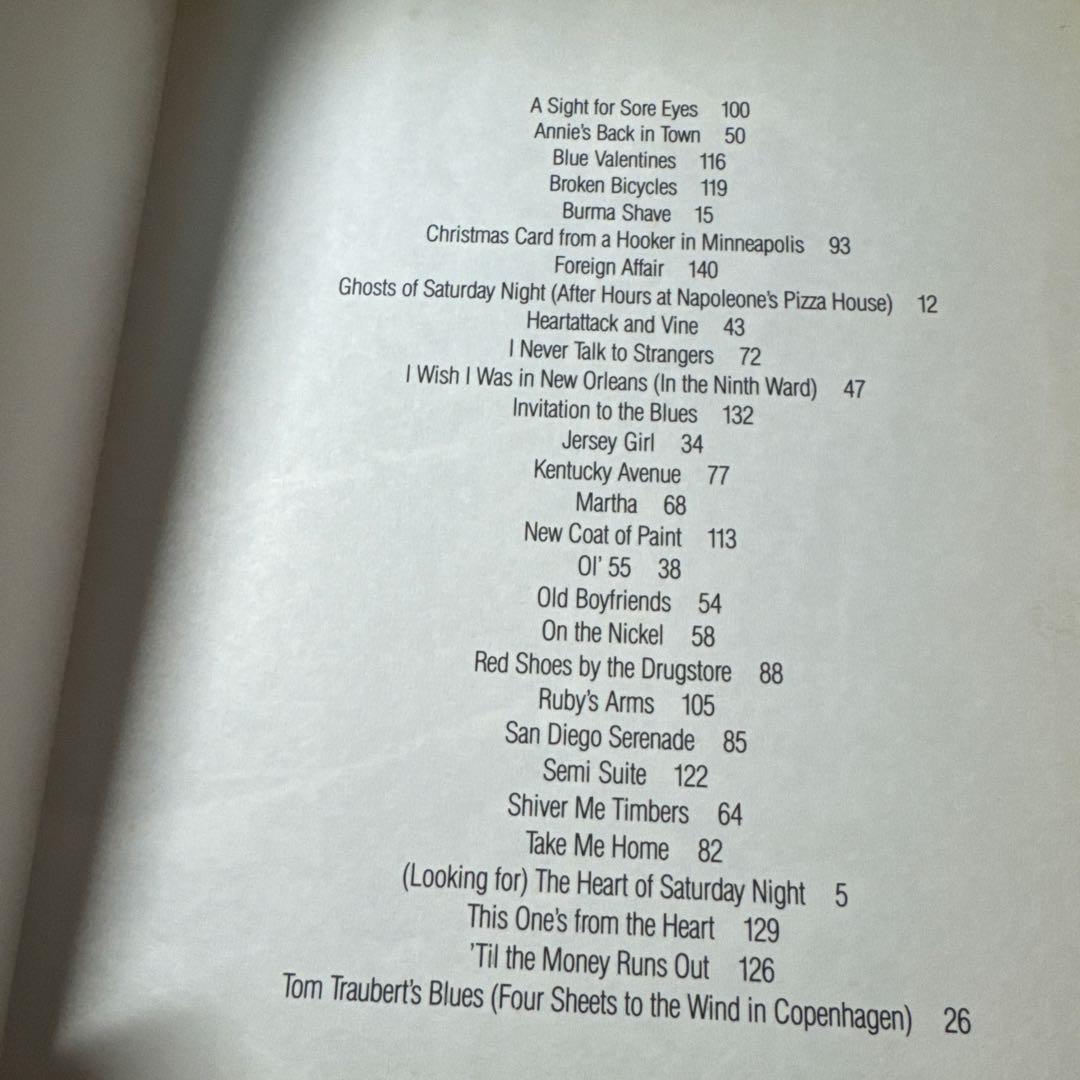 A Sight for Sore Eyes 100
Annie's Back in Town 50
Blue Valentines 116
Broken Bicycles 119
Burma Shave 15
Christmas Card from a Hooker in Minneapolis 93
Foreign Affair 140
Ghosts of Saturday Night (After Hours at Napoleone's Pizza House) 12
Heartattack and Vine 43
I Never Talk to Strangers 72
I Wish I Was in New Orleans (In the Ninth Ward) 47
Invitation to the Blues 132
Jersey Girl 34
Kentucky Avenue 77
Martha 68
New Coat of Paint 113
Ol' 55 38
Old Boyfriends 54
On the Nickel 58
Red Shoes by the Drugstore 88
Ruby's Arms 105
San Diego Serenade 85
Semi Suite 122
Shiver Me Timbers 64
Take Me Home 82
(Looking for) The Heart of Saturday Night 5
This One's from the Heart 129
'Til the Money Runs Out 126
Tom Traubert's Blues (Four Sheets to the Wind in Copenhagen) 26